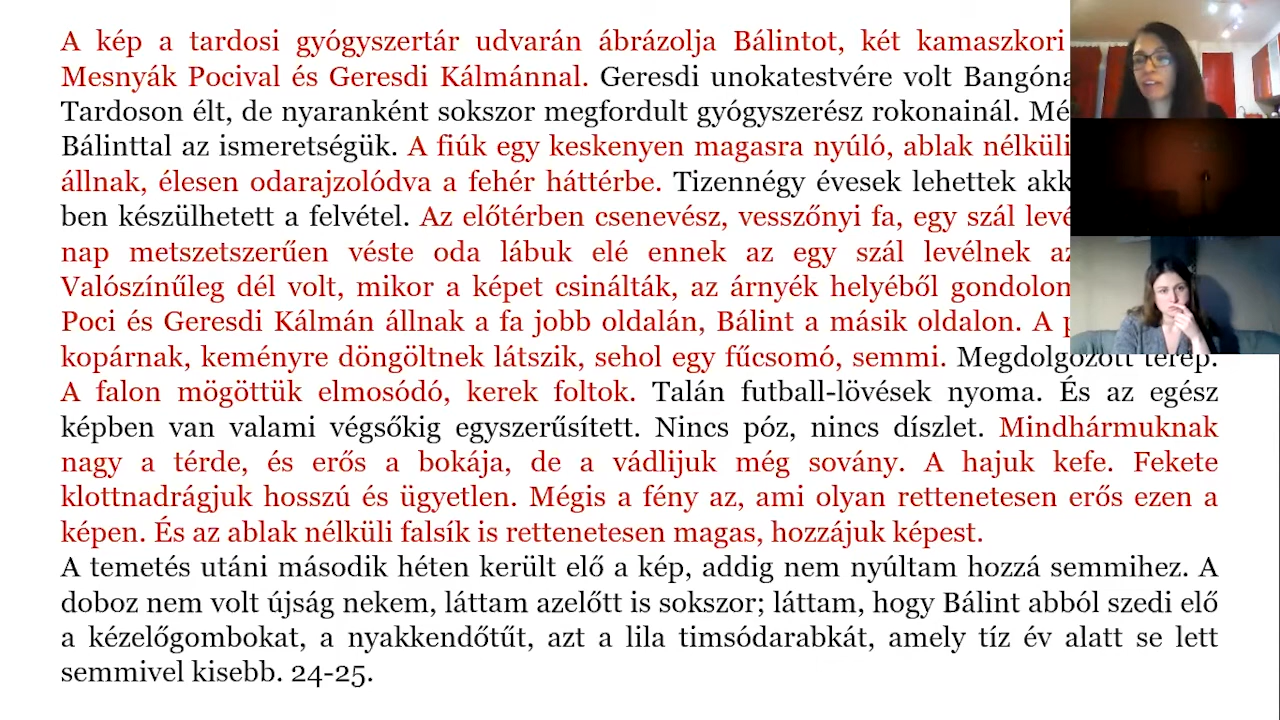 A kép a tardosi gyógyszertár udvarán ábrázolja Bálintot, két kamaszkori
Mesnyák Pocival és Geresdi Kálmánnal. Geresdi unokatestvére volt
Tardoson élt, de nyaranként sokszor megfordult gyógyszerész rokonainál.
Bálinttal az ismeretségük. A fiúk egy keskenyen magasra nyúló, ablak nélküli
állnak, élesen odarajzolódva a fehér háttérbe. Tizennégy évesek lehettek
ben készülhetett a felvétel. Az előtérben csenevész, vesszőnyi fa, egy szál
nap metszetszerűen véste oda lábuk elé ennek az egy szál levélnek
Valószínűleg dél volt, mikor a képet csinálták, az árnyék helyéből
Poci és Geresdi Kálmán állnak a fa jobb oldalán, Bálint a másik oldalon. A
kopárnak, keményre döngöltnek látszik, sehol egy fűcsomó, semmi. Megdolgozott terep.
A falon mögöttük elmosódó, kerek foltok. Talán futball-lövések nyoma. És az egész
képben van valami végsőkig egyszerűsített. Nincs póz, nincs díszlet. Mindhármuknak
nagy a térde, és erős a bokája, de a vádlijuk még sovány. A hajuk kefe. Fekete
klottnadrágjuk hosszú és ügyetlen. Mégis a fény az, ami olyan rettenetesen erős ezen a
képen. És az ablak nélküli falsík is rettenetesen magas, hozzájuk képest.
A temetés utáni második héten került elő a kép, addig nem nyúltam hozzá semmihez. A
doboz nem volt újság nekem, láttam azelőtt is sokszor; láttam, hogy Bálint abból szedi elő
a kézelőgombokat, a nyakkendőtűt, azt a lila timsódarabkát, amely tíz év alatt se lett
semmivel kisebb. 24-25.